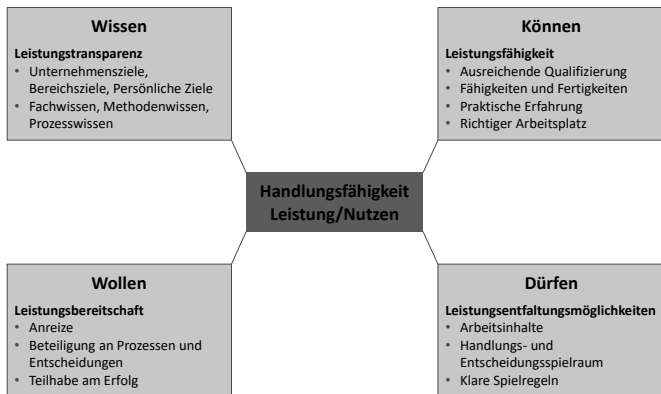 Wissen
Leistungstransparenz
• Unternehmensziele,
Bereichsziele, Persönliche Ziele
• Fachwissen, Methodenwissen,
Prozesswissen
Können
Leistungsfähigkeit
• Ausreichende Qualifizierung
• Fähigkeiten und Fertigkeiten
• Praktische Erfahrung
• Richtiger Arbeitsplatz
Handlungsfähigkeit
Leistung/Nutzen
Wollen
Leistungsbereitschaft
• Anreize
• Beteiligung an Prozessen und
Entscheidungen
• Teilhabe am Erfolg
Dürfen
Leistungsentfaltungsmöglichkeiten
• Arbeitsinhalte
• Handlungs- und
Entscheidungsspielraum
• Klare Spielregeln